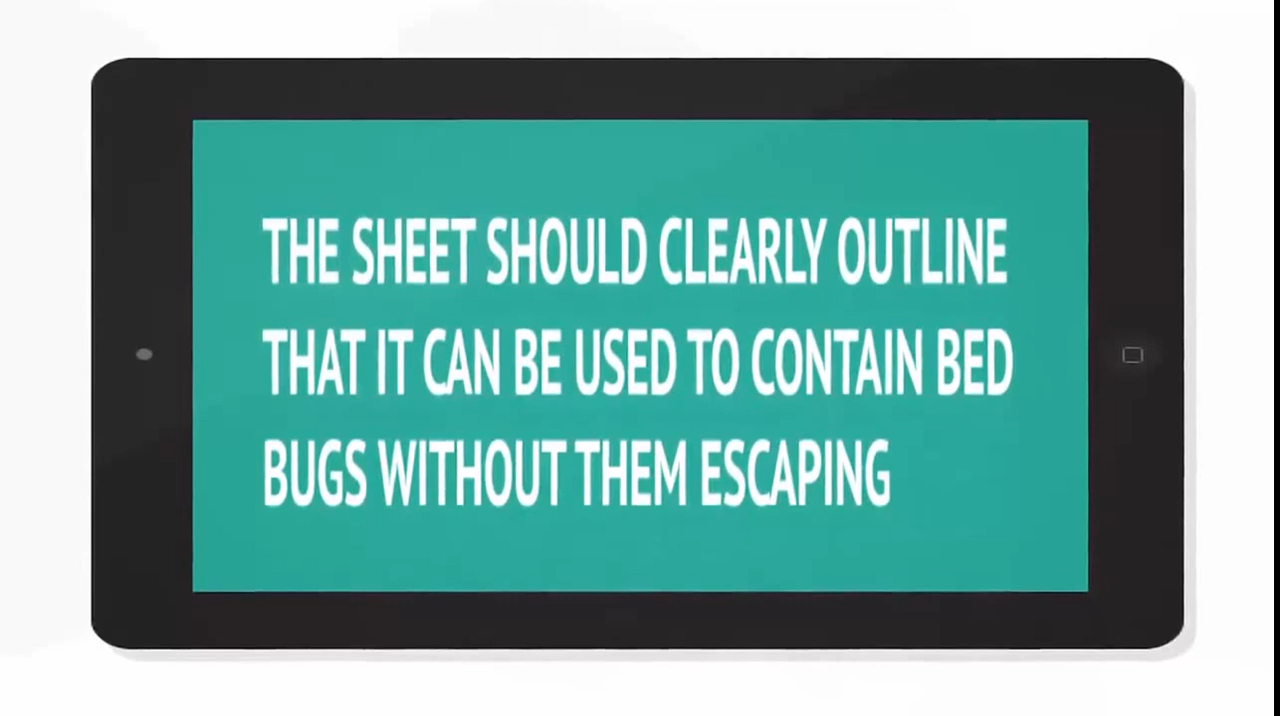 THE SHEET SHOULD CLEARLY OUTLINE
THAT IT CAN BE USED TO CONTAIN BED
BUGS WITHOUT THEM ESCAPING